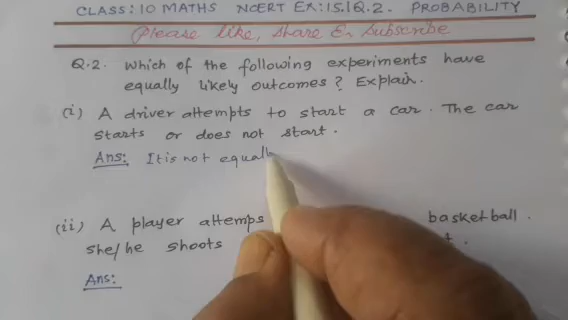 CLASS: 10 MATHS NCERT EX: 15.1 Q.2. PROBABILITY
Please like, share & subscribe
Q.2. Which of the following experiments have
equally likely outcomes? Explain.
(i) A driver attempts to start a car. The car
starts or does not start.
Ans: It is not equall
(ii) A player attemps basketball.
she/he shoots
Ans: